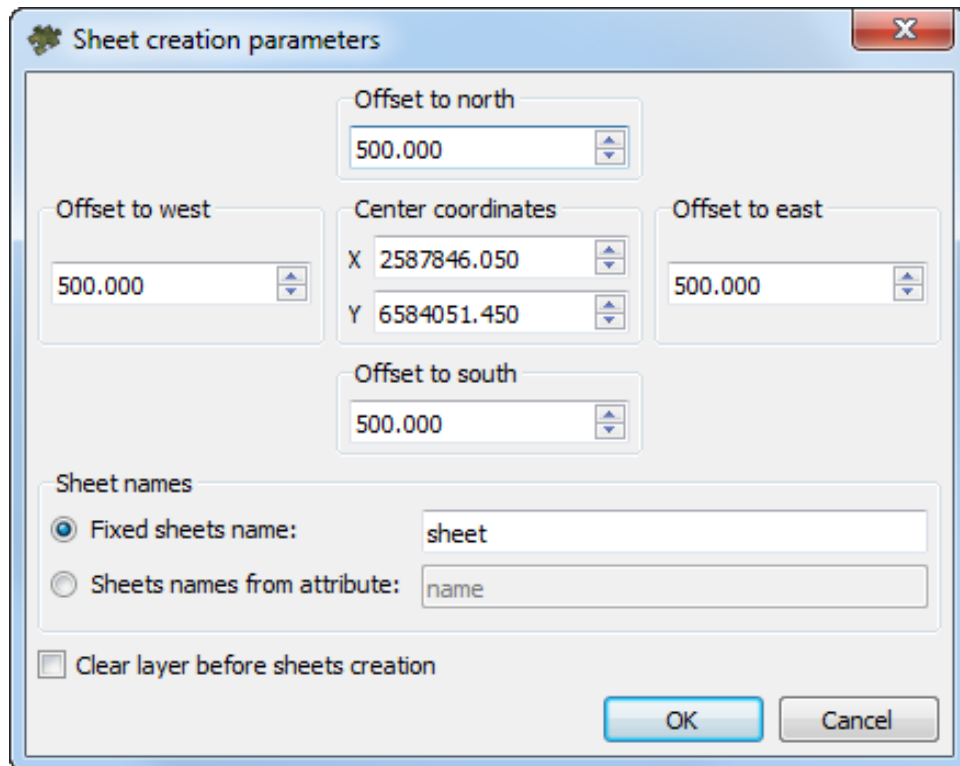 Sheet creation parameters
Offset to north
500.000
Offset to west
500.000
Center coordinates
X 2587846.050
Y 6584051.450
Offset to east
500.000
Offset to south
500.000
Sheet names
Fixed sheets name: sheet
Sheets names from attribute: name
Clear layer before sheets creation
OK Cancel